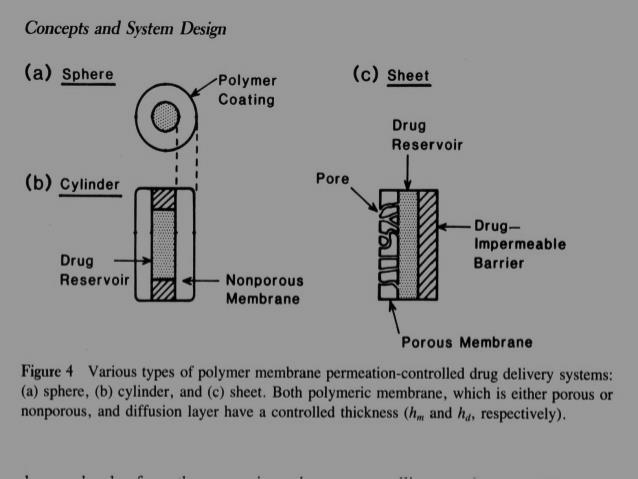 Concepts and System Design
(a) Sphere
Polymer
Coating
(c) Sheet
Drug
Reservoir
Pore
(b) Cylinder
Drug
Reservoir
Nonporous
Membrane
Drug—
Impermeable
Barrier
Porous Membrane
Figure 4 Various types of polymer membrane permeation-controlled drug delivery systems:
(a) sphere, (b) cylinder, and (c) sheet. Both polymeric membrane, which is either porous or
nonporous, and diffusion layer have a controlled thickness (hm and hd, respectively).